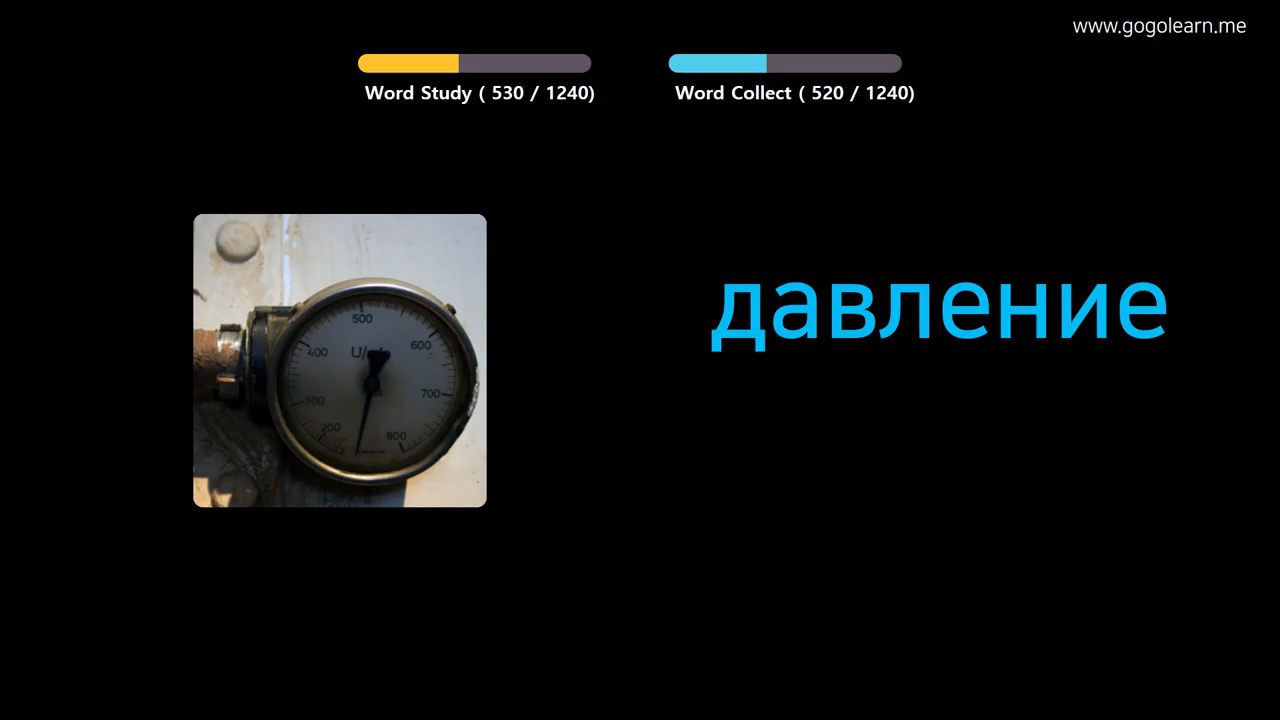 www.gogolearn.me
Word Study ( 530 / 1240)
Word Collect ( 520 / 1240)
давление
500
400
600
300
700
200
800